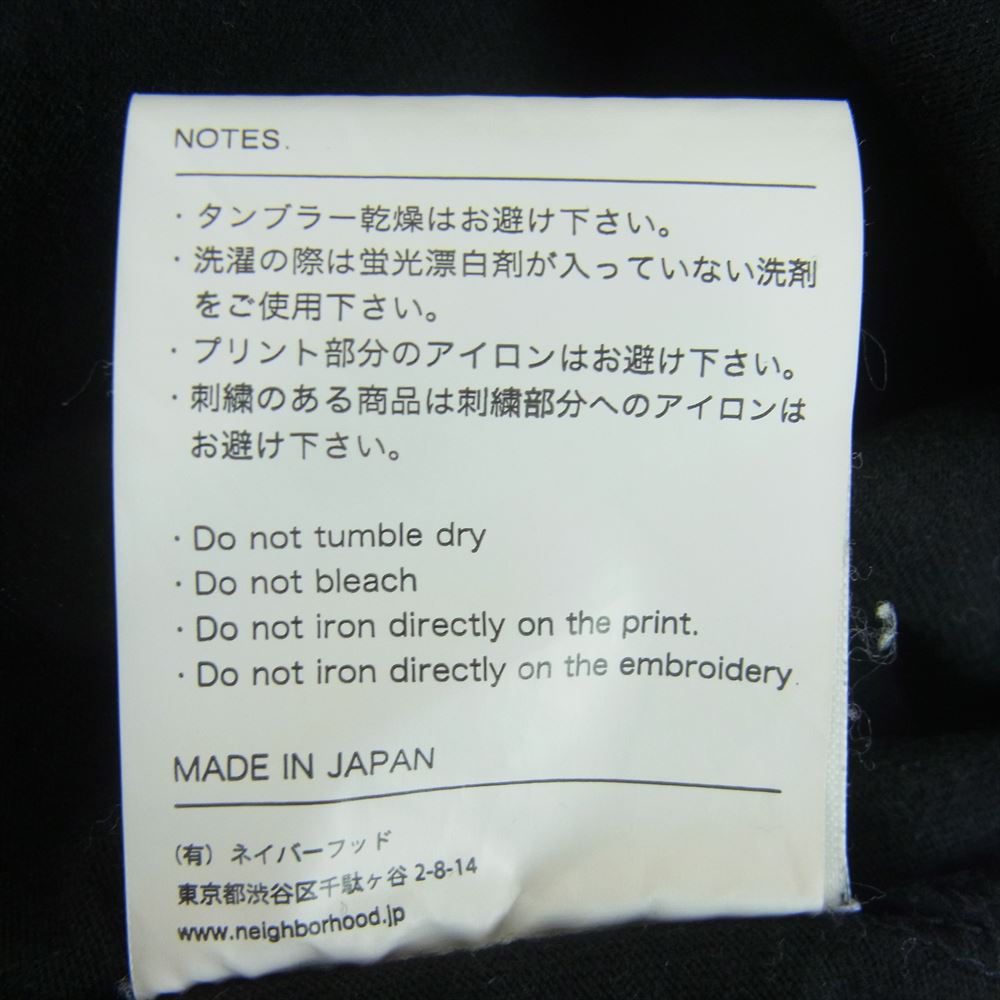 NOTES.
・タンブラー乾燥はお避け下さい。
・洗濯の際は蛍光漂白剤が入っていない洗剤
をご使用下さい。
・プリント部分のアイロンはお避け下さい。
・刺繍のある商品は刺繍部分へのアイロンは
お避け下さい。
・Do not tumble dry
・Do not bleach
・Do not iron directly on the print.
・Do not iron directly on the embroidery.
MADE IN JAPAN
(有) ネイバーフッド
東京都渋谷区千駄ヶ谷 2-8-14
www.neighborhood.jp